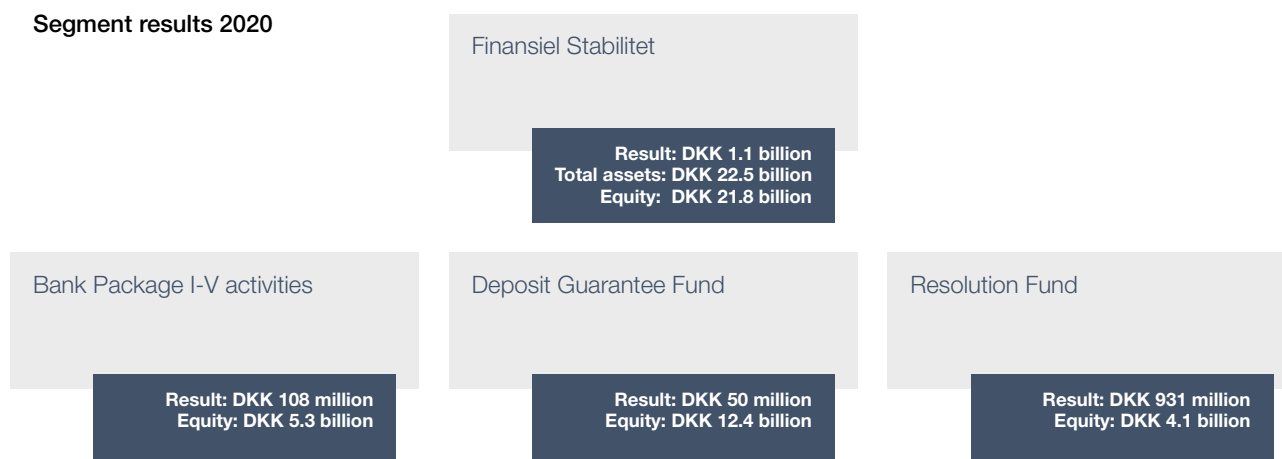 Segment results 2020
Finansiel Stabilitet
Result: DKK 1.1 billion
Total assets: DKK 22.5 billion
Equity: DKK 21.8 billion
Bank Package I-V activities
Result: DKK 108 million
Equity: DKK 5.3 billion
Deposit Guarantee Fund
Result: DKK 50 million
Equity: DKK 12.4 billion
Resolution Fund
Result: DKK 931 million
Equity: DKK 4.1 billion